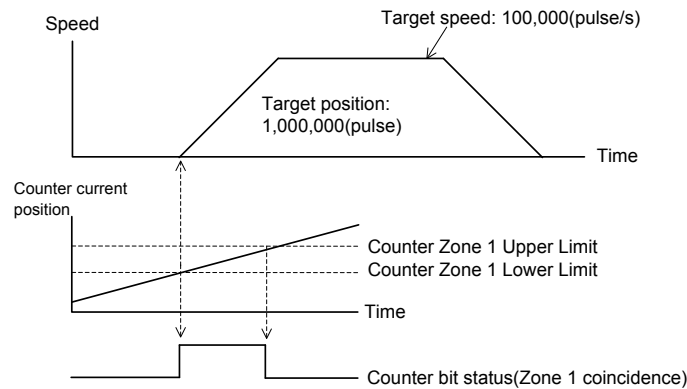 Target speed: 100,000(pulse/s)
Speed
Target position:
1,000,000(pulse)
Time
Counter current
position
Counter Zone 1 Upper Limit
Counter Zone 1 Lower Limit
Time
Counter bit status(Zone 1 coincidence)